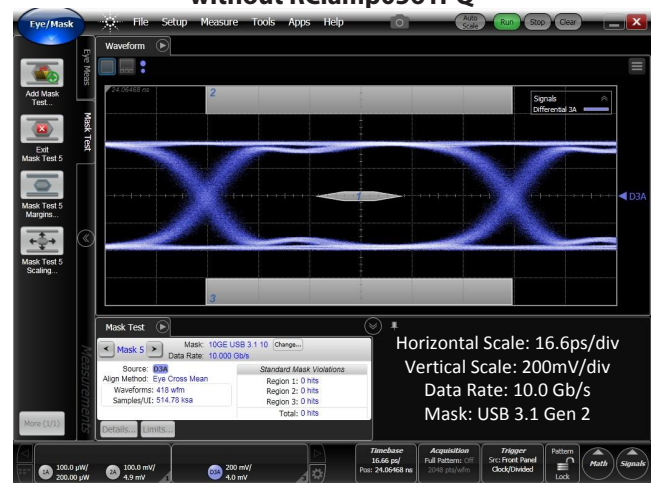 without RClamp0561PQ
Eye/Mask
File Setup Measure Tools Apps Help
Auto Scale
Run
Stop
Clear
Waveform
Eye Meas
Mask Test
Add Mask
Test...
Exit
Mask Test 5
Mask Test 5
Margins...
Mask Test 5
Scaling...
24.06468 ns
2
Signals
Differential 3A
1
D3A
3
Mask Test
Mask 5
Mask: 10GE USB 3.1 10 Change...
Data Rate: 10.000 Gb/s
Source: D3A
Align Method: Eye Cross Mean
Waveforms: 418 wfm
Samples/UI: 514.78 ksa
Standard Mask Violations
Region 1: 0 hits
Region 2: 0 hits
Region 3: 0 hits
Total: 0 hits
Details... Limits...
Measurements
More (1/1)
Horizontal Scale: 16.6ps/div
Vertical Scale: 200mV/div
Data Rate: 10.0 Gb/s
Mask: USB 3.1 Gen 2
1A 100.0 µW/
200.00 µW
2A 100.0 mV/
4.9 mV
D3A 200 mV/
4.0 mV
Timebase
16.66 ps/
Pos: 24.06468 ns
Acquisition
Full Pattern: Off
2048 pts/wfm
Trigger
Src: Front Panel
Clock/Divided
Pattern
Lock
Math
Signals